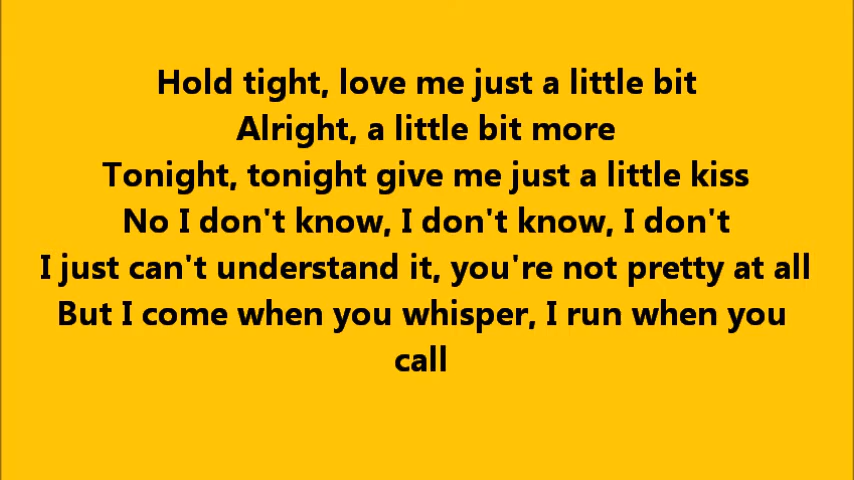 Hold tight, love me just a little bit
Alright, a little bit more
Tonight, tonight give me just a little kiss
No I don't know, I don't know, I don't
I just can't understand it, you're not pretty at all
But I come when you whisper, I run when you
call